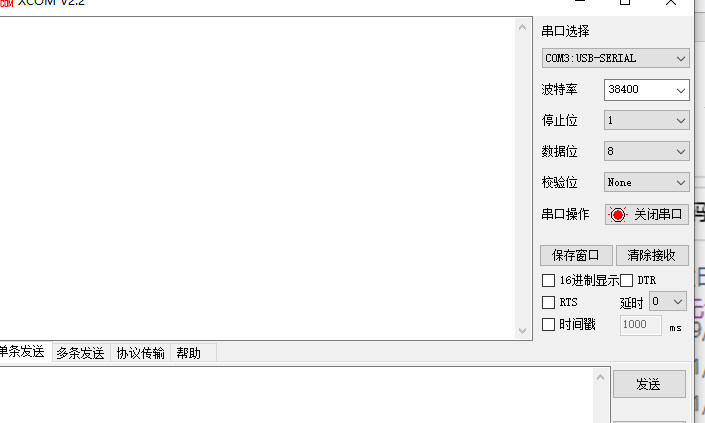 XCOM V2.2
串口选择
COM3:USB-SERIAL
波特率 38400
停止位 1
数据位 8
校验位 None
串口操作 关闭串口
保存窗口 清除接收
16进制显示 DTR
RTS 延时 0
时间戳 1000 ms
单条发送 多条发送 协议传输 帮助
发送